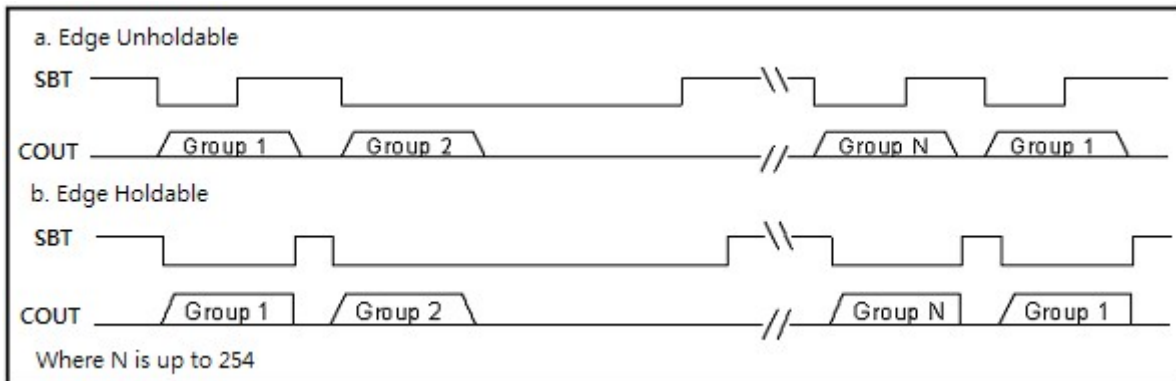 a. Edge Unholdable
SBT
COUT Group 1 Group 2 Group N Group 1
b. Edge Holdable
SBT
COUT Group 1 Group 2 Group N Group 1
Where N is up to 254